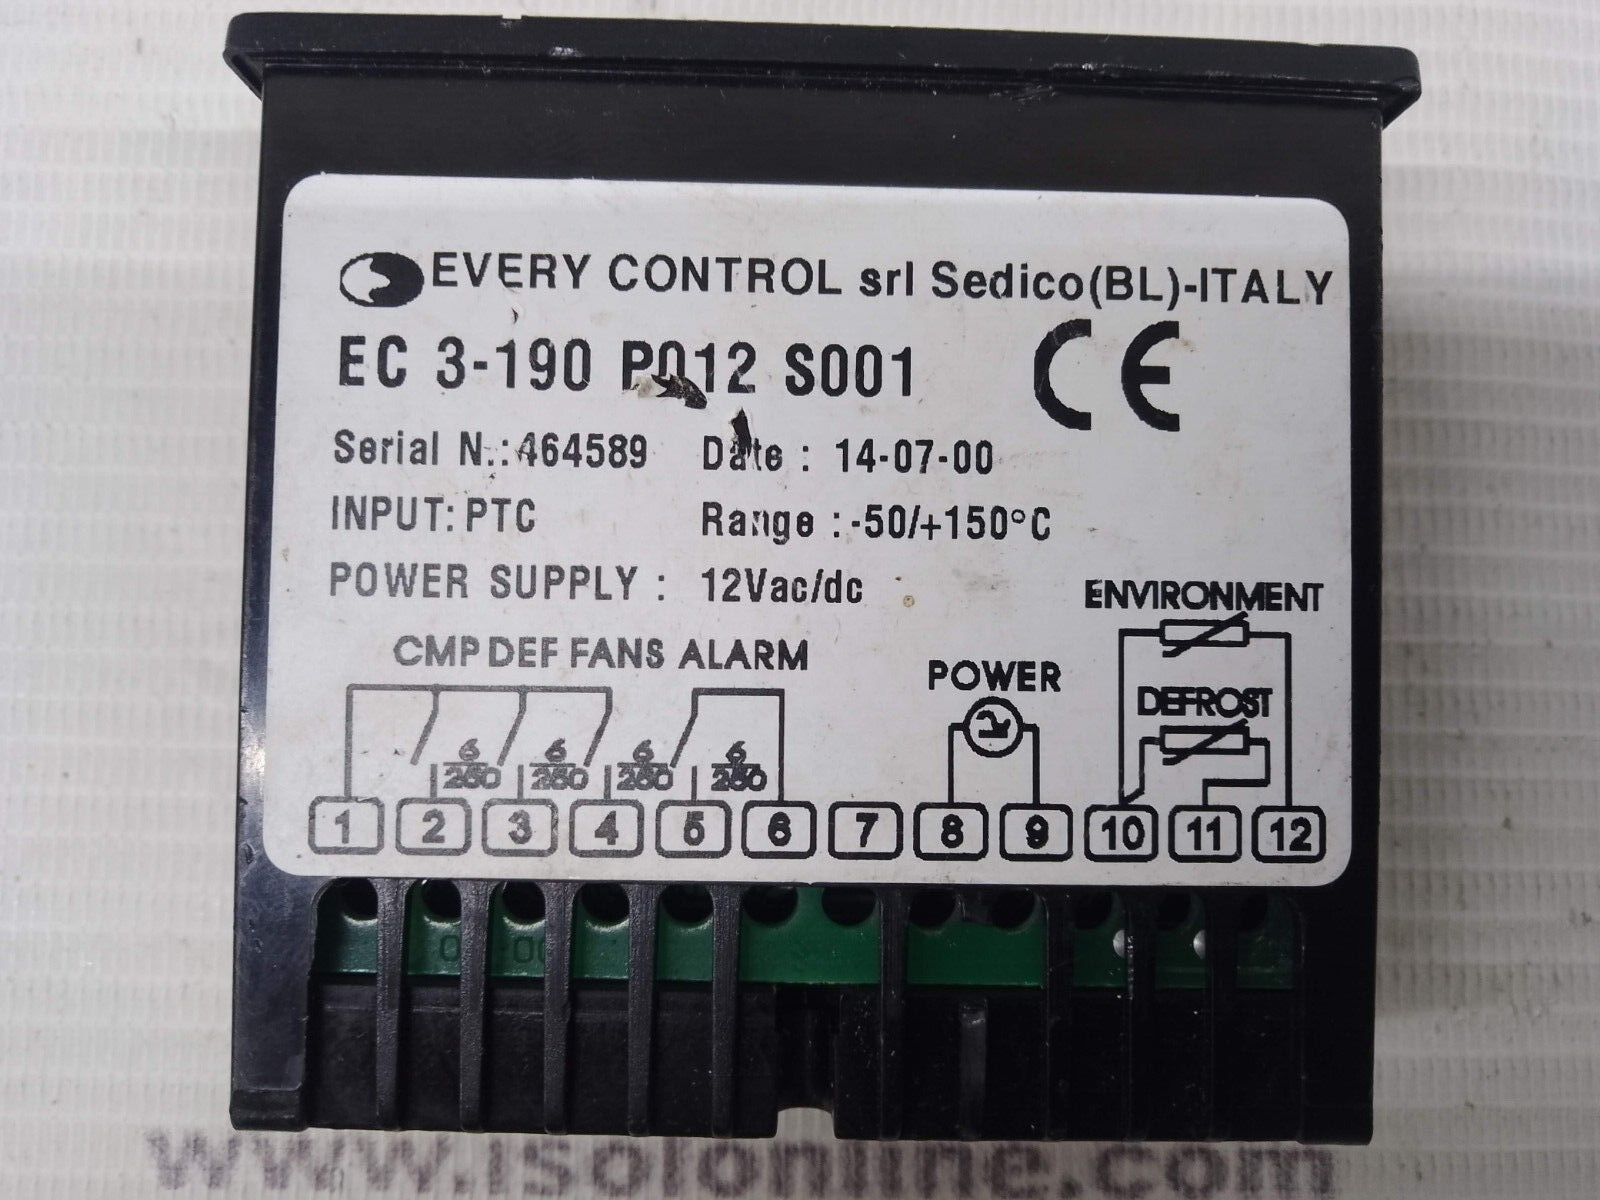 EVERY CONTROL srl Sedico(BL)-ITALY
EC 3-190 P012 S001 CE
Serial N.:464589 Date : 14-07-00
INPUT: PTC Range :-50/+150°C
POWER SUPPLY : 12Vac/dc
ENVIRONMENT
CMP DEF FANS ALARM
POWER
DEFROST
6/250 6/250 6/250 6/250
1 2 3 4 5 6 7 8 9 10 11 12
www.isolonline.com